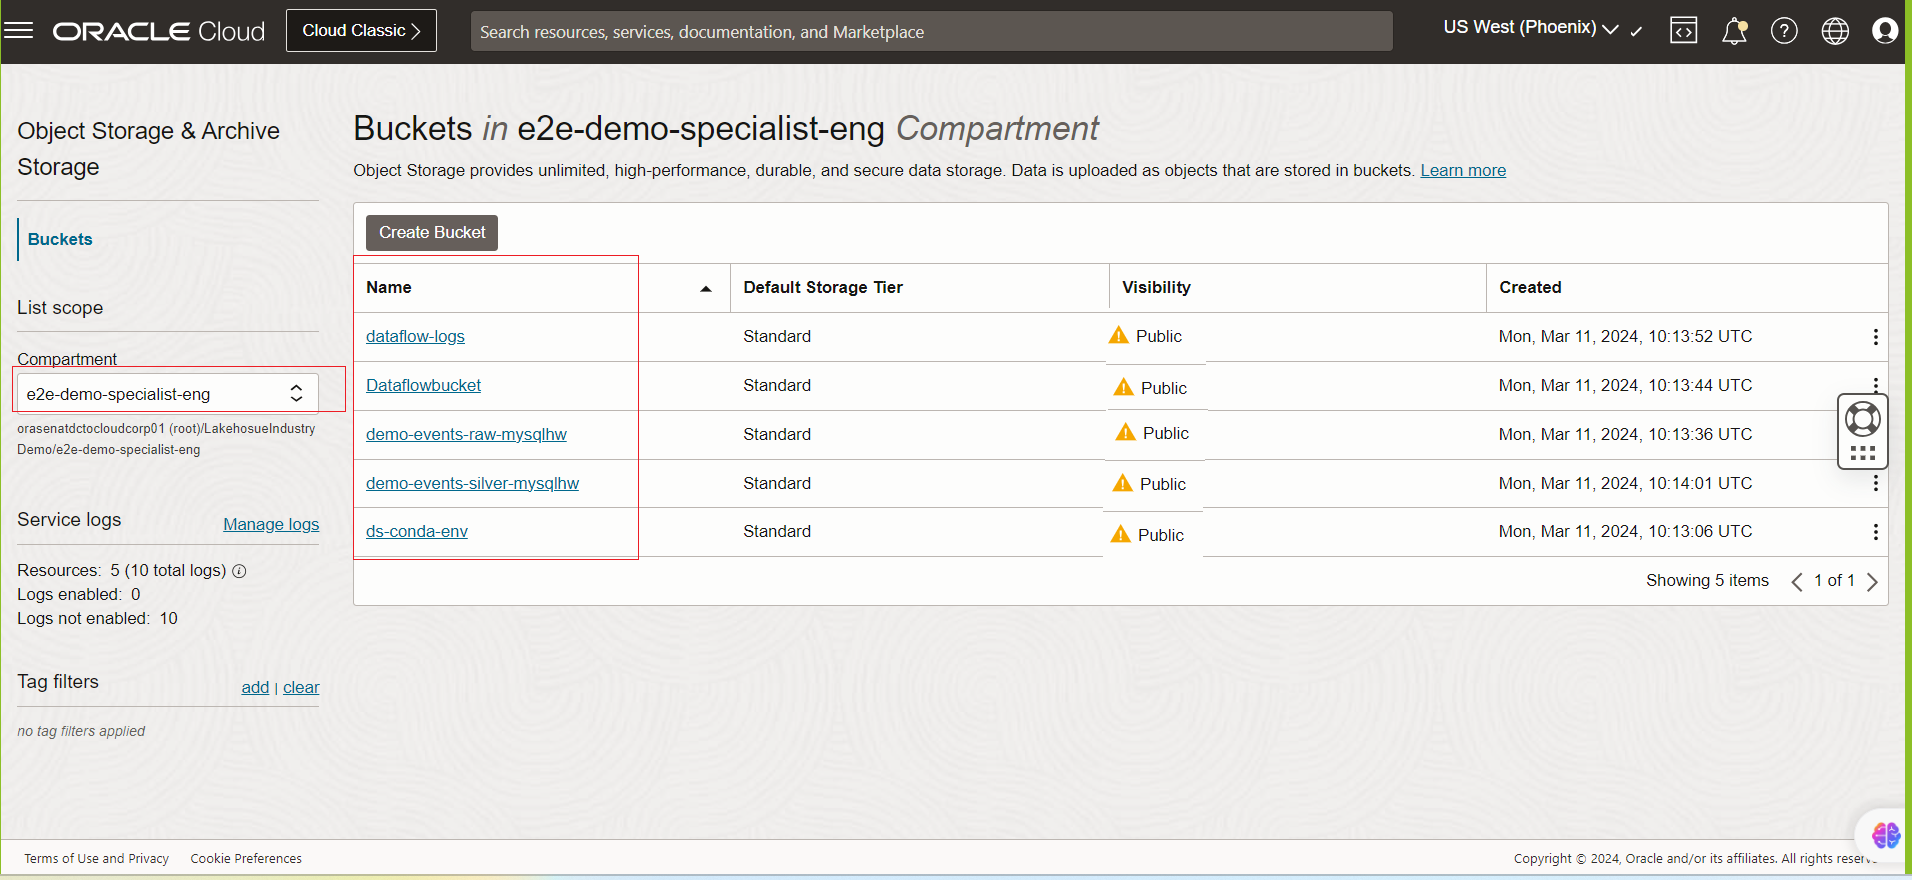 ORACLE Cloud
Cloud Classic
Search resources, services, documentation, and Marketplace
US West (Phoenix)
Object Storage & Archive
Storage
Buckets
List scope
Compartment
e2e-demo-specialist-eng
orasenatdctocloudcorp01 (root)/LakehosueIndustry
Demo/e2e-demo-specialist-eng
Service logs Manage logs
Resources: 5 (10 total logs)
Logs enabled: 0
Logs not enabled: 10
Tag filters add | clear
no tag filters applied
Buckets in e2e-demo-specialist-eng Compartment
Object Storage provides unlimited, high-performance, durable, and secure data storage. Data is uploaded as objects that are stored in buckets. Learn more
Create Bucket
Name Default Storage Tier Visibility Created
dataflow-logs Standard Public Mon, Mar 11, 2024, 10:13:52 UTC
Dataflowbucket Standard Public Mon, Mar 11, 2024, 10:13:44 UTC
demo-events-raw-mysqlhw Standard Public Mon, Mar 11, 2024, 10:13:36 UTC
demo-events-silver-mysqlhw Standard Public Mon, Mar 11, 2024, 10:14:01 UTC
ds-conda-env Standard Public Mon, Mar 11, 2024, 10:13:06 UTC
Showing 5 items 1 of 1
Terms of Use and Privacy Cookie Preferences
Copyright © 2024, Oracle and/or its affiliates. All rights